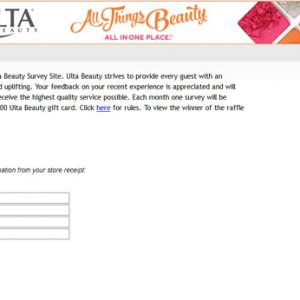 LTA
BEAUTY
All Things Beauty
ALL IN ONE PLACE.™
a Beauty Survey Site. Ulta Beauty strives to provide every guest with an
d uplifting. Your feedback on your recent experience is appreciated and will
eceive the highest quality service possible. Each month one survey will be
00 Ulta Beauty gift card. Click here for rules. To view the winner of the raffle
mation from your store receipt: